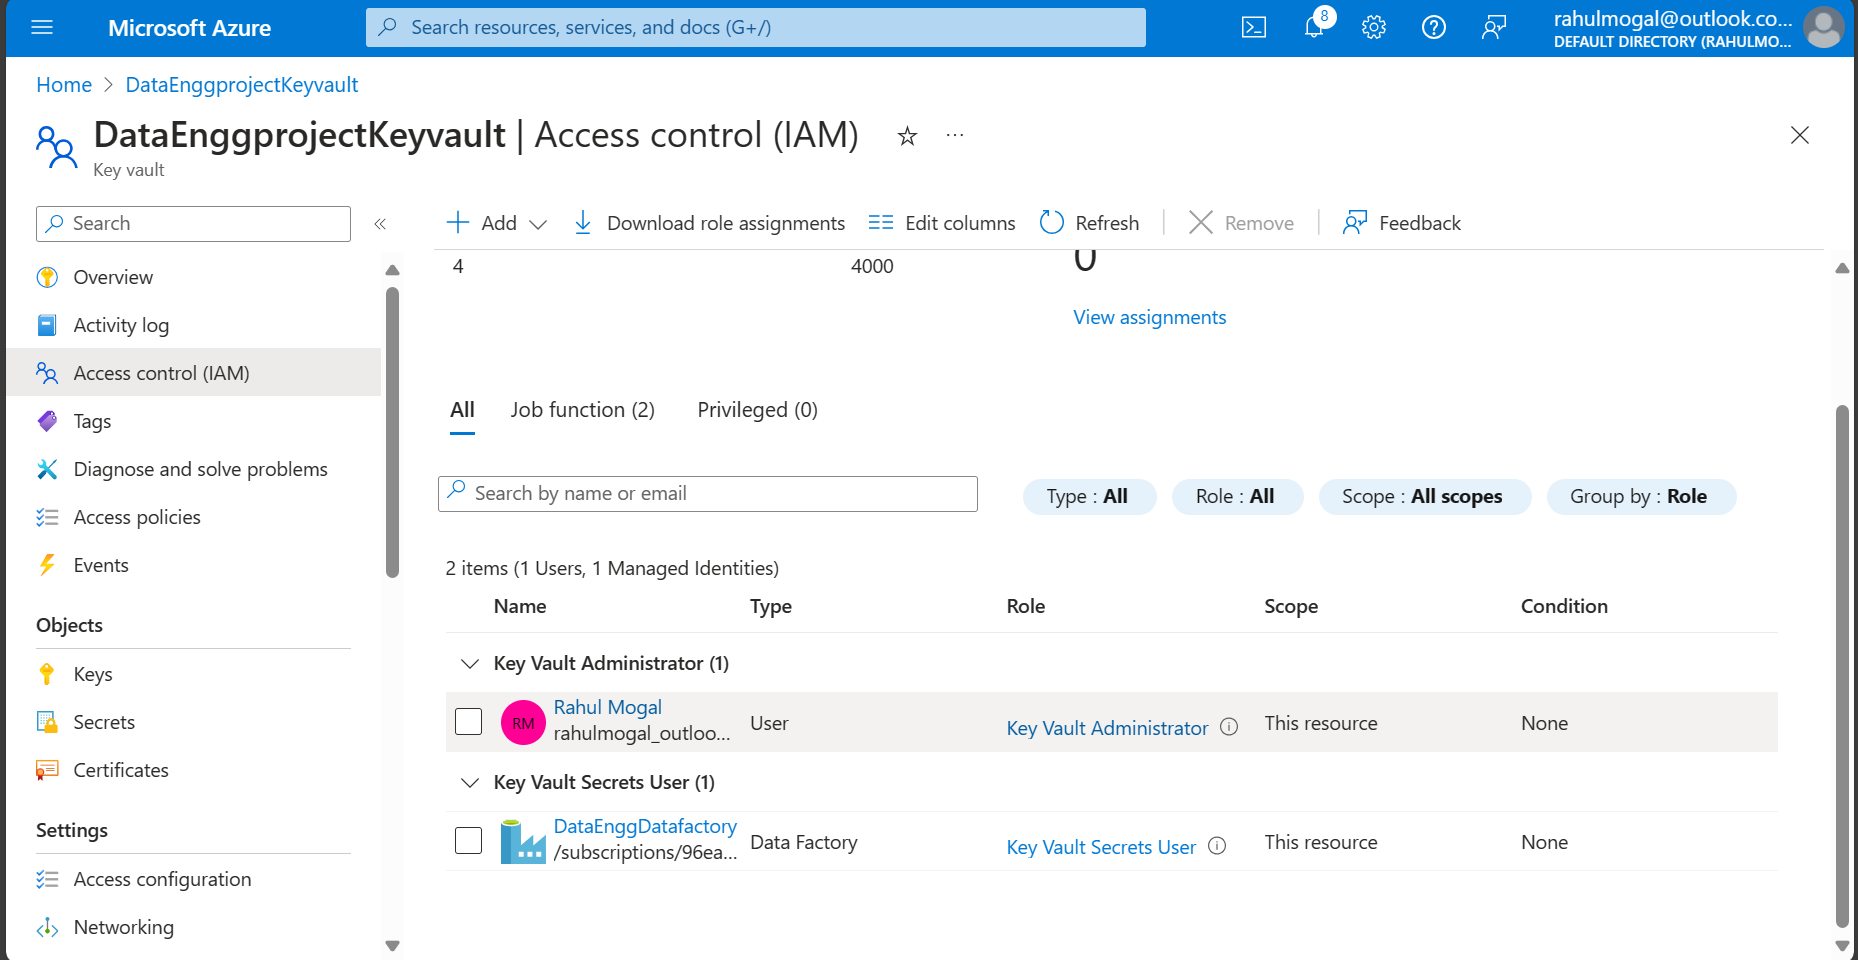 Microsoft Azure
Search resources, services, and docs (G+/)
8
rahulmogal@outlook.co...
DEFAULT DIRECTORY (RAHULMO...
Home > DataEnggprojectKeyvault
DataEnggprojectKeyvault | Access control (IAM)
Key vault
Search
Overview
Activity log
Access control (IAM)
Tags
Diagnose and solve problems
Access policies
Events
Objects
Keys
Secrets
Certificates
Settings
Access configuration
Networking
Add
Download role assignments
Edit columns
Refresh
Remove
Feedback
4
4000
0
View assignments
All
Job function (2)
Privileged (0)
Search by name or email
Type : All
Role : All
Scope : All scopes
Group by : Role
2 items (1 Users, 1 Managed Identities)
Name Type Role Scope Condition
Key Vault Administrator (1)
RM
Rahul Mogal
rahulmogal_outloo...
User
Key Vault Administrator
This resource
None
Key Vault Secrets User (1)
DataEnggDatafactory
/subscriptions/96ea...
Data Factory
Key Vault Secrets User
This resource
None